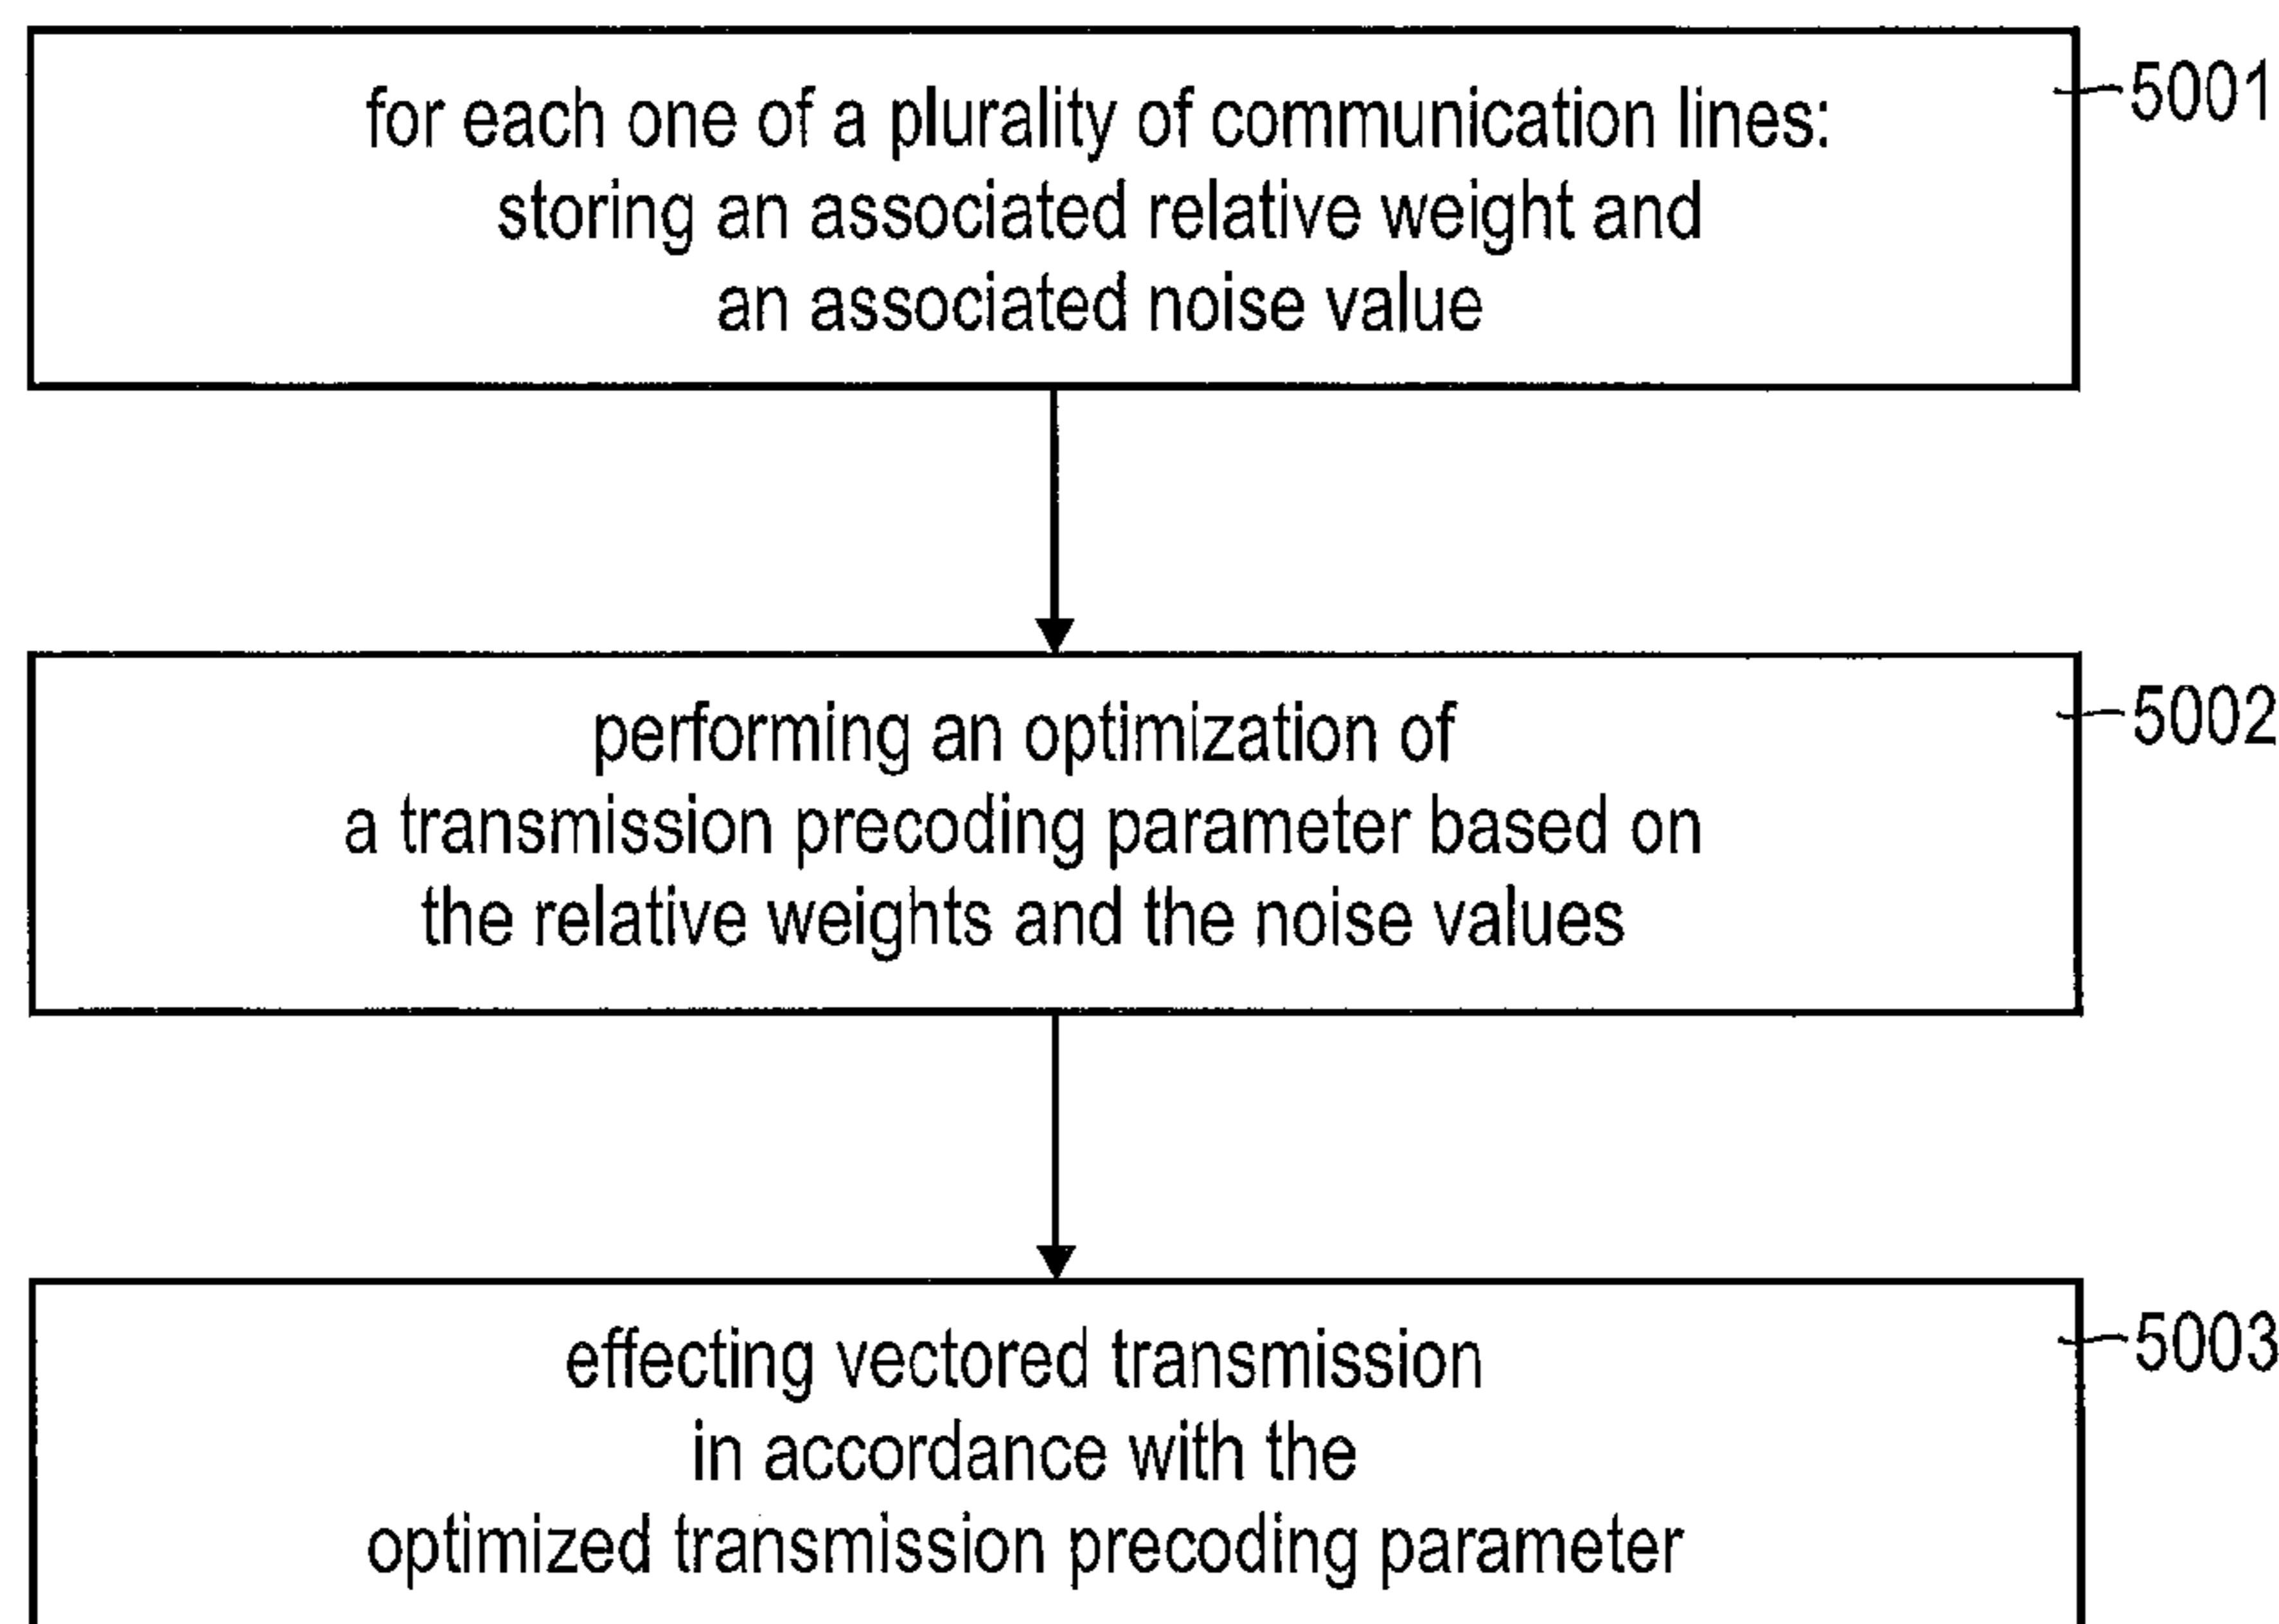 for each one of a plurality of communication lines:
storing an associated relative weight and
an associated noise value
5001
performing an optimization of
a transmission precoding parameter based on
the relative weights and the noise values
5002
effecting vectored transmission
in accordance with the
optimized transmission precoding parameter
5003